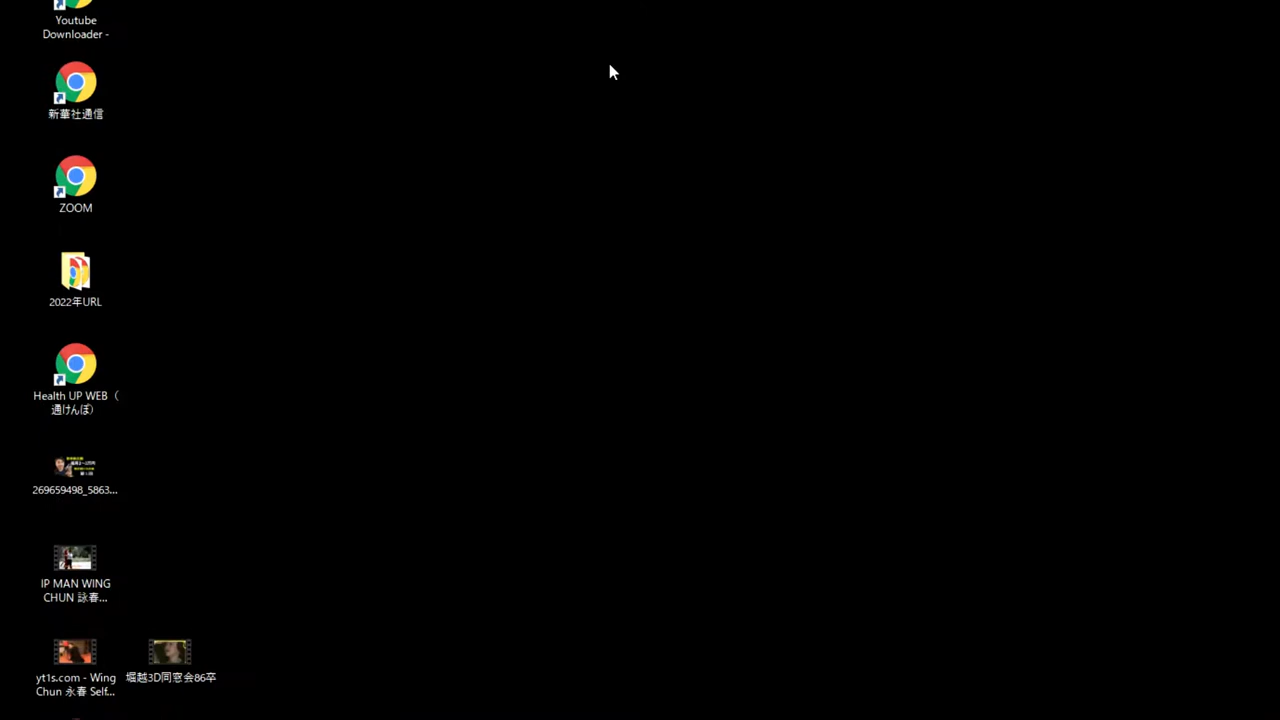 Youtube
Downloader -
新華社通信
ZOOM
2022年URL
Health UP WEB（
通けんぽ）
269659498_5863...
IP MAN WING
CHUN 詠春...
yt1s.com - Wing
Chun 永春 Self...
堀越3D同窓会86卒